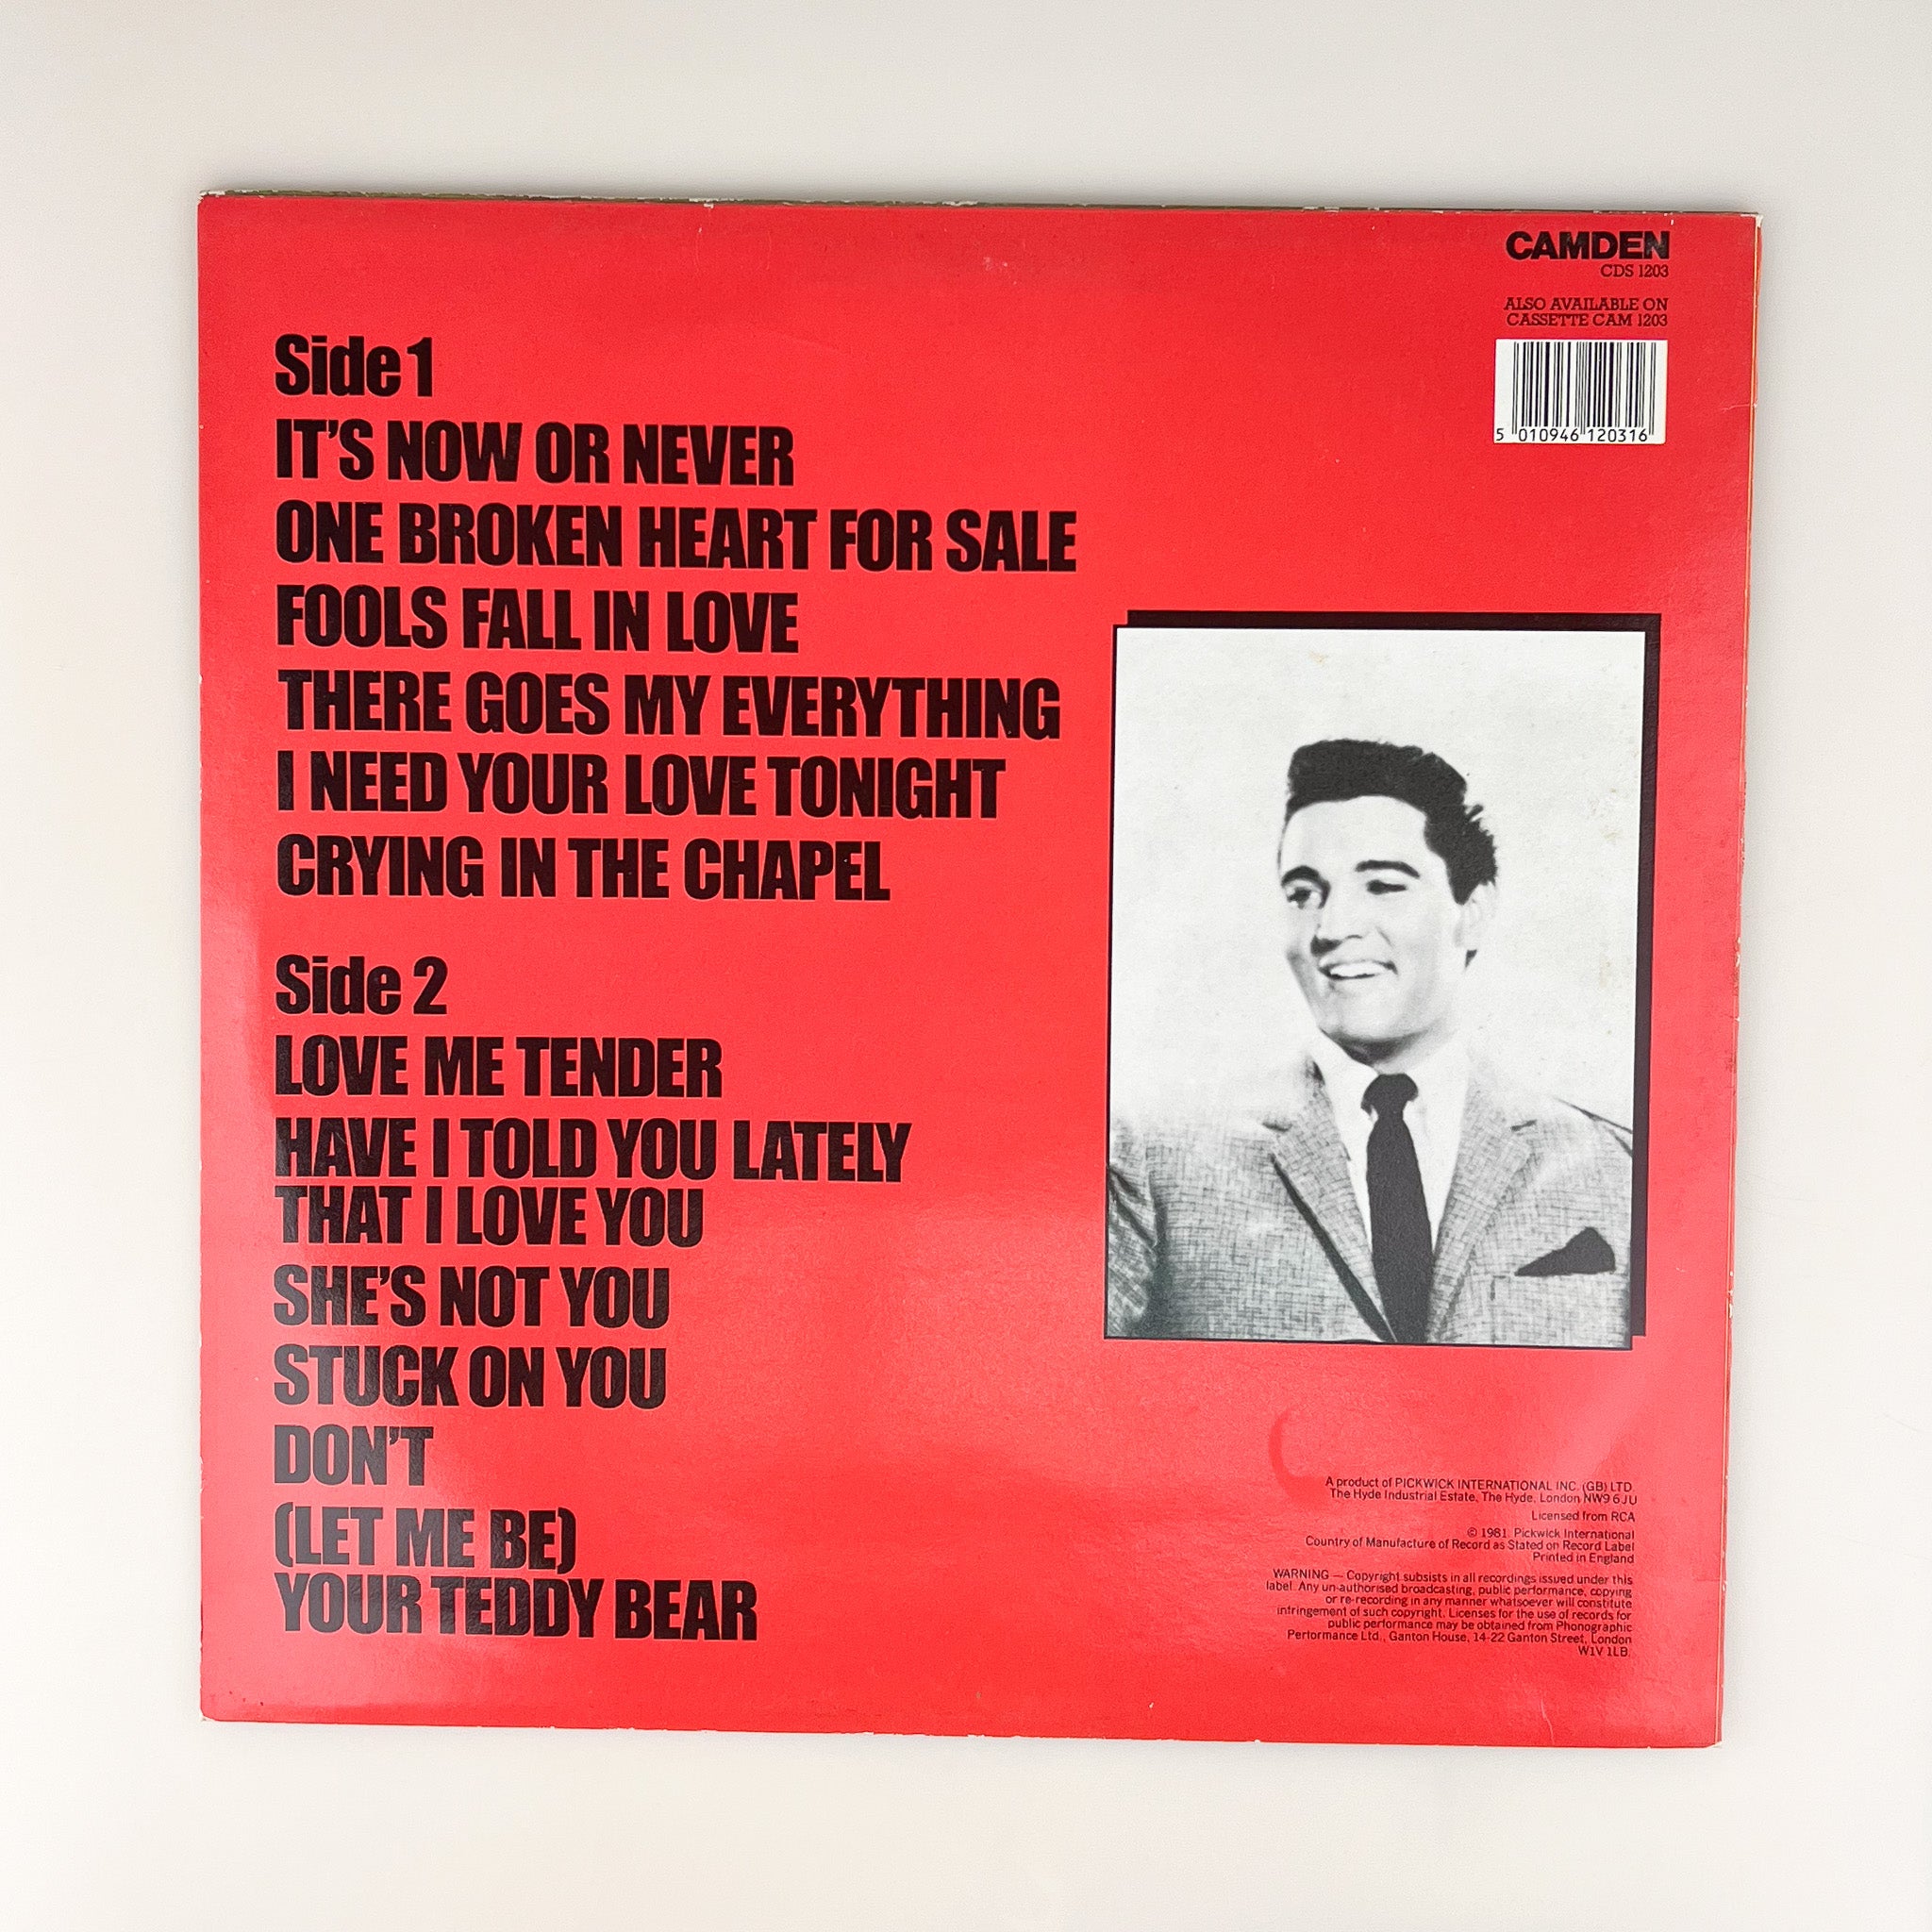 CAMDEN
CDS 1203
ALSO AVAILABLE ON
CASSETTE CAM 1203
5 010946 120316
Side 1
IT'S NOW OR NEVER
ONE BROKEN HEART FOR SALE
FOOLS FALL IN LOVE
THERE GOES MY EVERYTHING
I NEED YOUR LOVE TONIGHT
CRYING IN THE CHAPEL
Side 2
LOVE ME TENDER
HAVE I TOLD YOU LATELY
THAT I LOVE YOU
SHE'S NOT YOU
STUCK ON YOU
DON'T
(LET ME BE)
YOUR TEDDY BEAR
A product of PICKWICK INTERNATIONAL INC. (GB) LTD.
The Hyde Industrial Estate, The Hyde, London NW9 6JU
Licensed from RCA
© 1981. Pickwick International
Country of Manufacture of Record as Stated on Record Label
Printed in England
WARNING — Copyright subsists in all recordings issued under this
label. Any un-authorised broadcasting, public performance, copying
or re-recording in any manner whatsoever will constitute
infringement of such copyright. Licenses for the use of records for
public performance may be obtained from Phonographic
Performance Ltd., Ganton House, 14-22 Ganton Street, London
W1V 1LB.